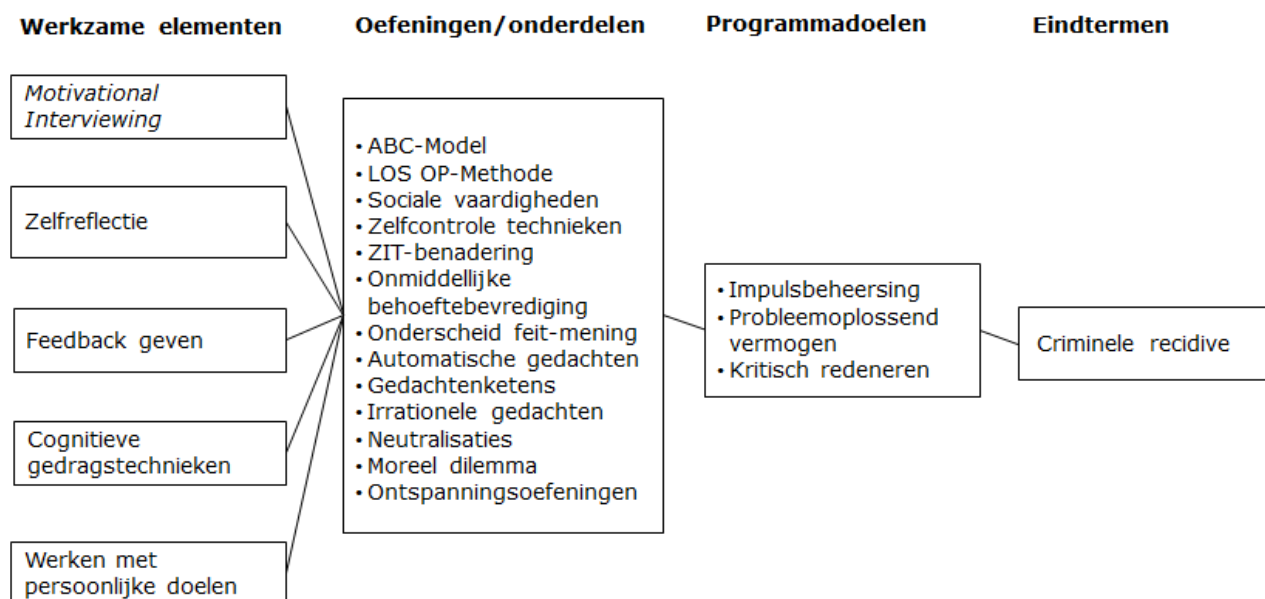 Werkzame elementen
Oefeningen/onderdelen
Programmadoelen
Eindtermen
Motivational
Interviewing
Zelfreflectie
Feedback geven
Cognitieve
gedragstechnieken
Werken met
persoonlijke doelen
• ABC-Model
• LOS OP-Methode
• Sociale vaardigheden
• Zelfcontrole technieken
• ZIT-benadering
• Onmiddellijke
behoeftebevrediging
• Onderscheid feit-mening
• Automatische gedachten
• Gedachtenketens
• Irrationele gedachten
• Neutralisaties
• Moreel dilemma
• Ontspanningsoefeningen
• Impulsbeheersing
• Probleemoplossend
vermogen
• Kritisch redeneren
Criminele recidive